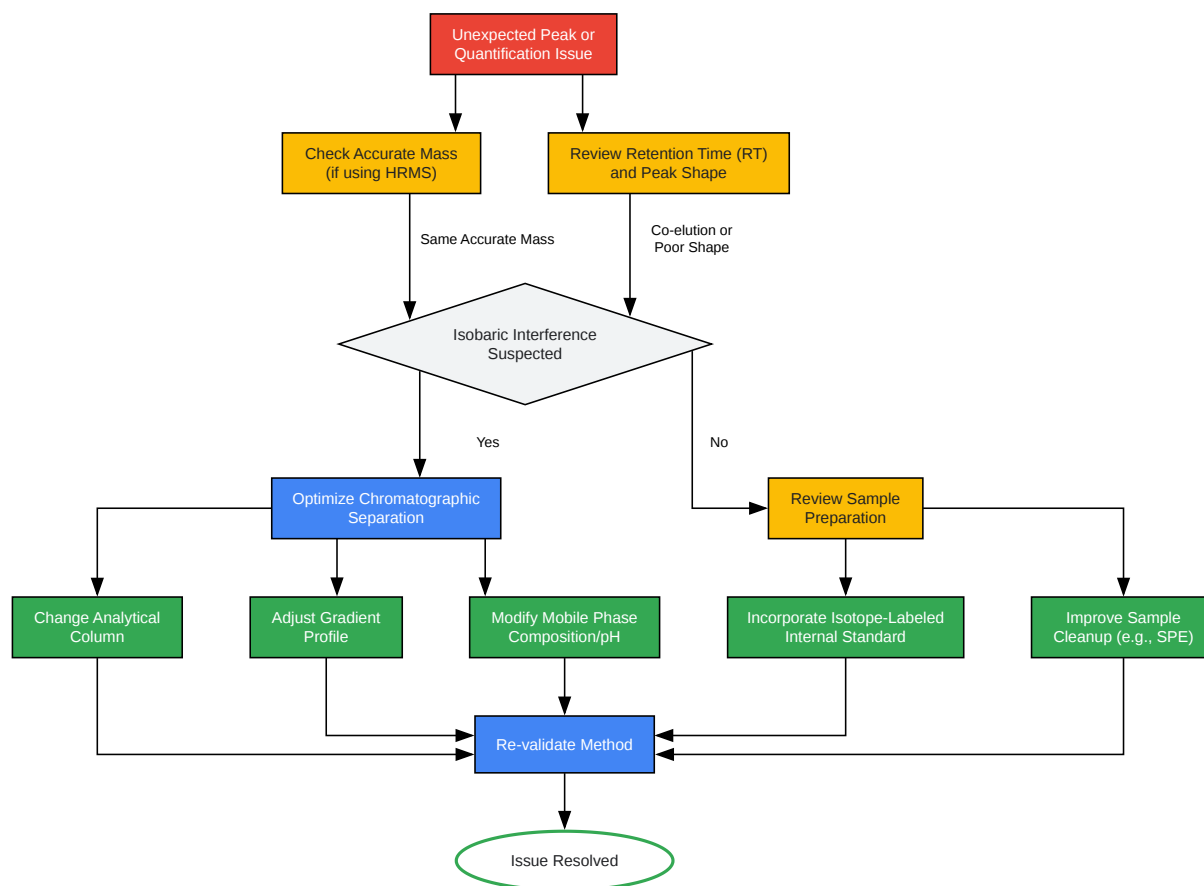 Unexpected Peak or
Quantification Issue
Check Accurate Mass
(if using HRMS)
Review Retention Time (RT)
and Peak Shape
Same Accurate Mass
Co-elution or
Poor Shape
Isobaric Interference
Suspected
Yes
No
Optimize Chromatographic
Separation
Review Sample
Preparation
Change Analytical
Column
Adjust Gradient
Profile
Modify Mobile Phase
Composition/pH
Incorporate Isotope-Labeled
Internal Standard
Improve Sample
Cleanup (e.g., SPE)
Re-validate Method
Issue Resolved